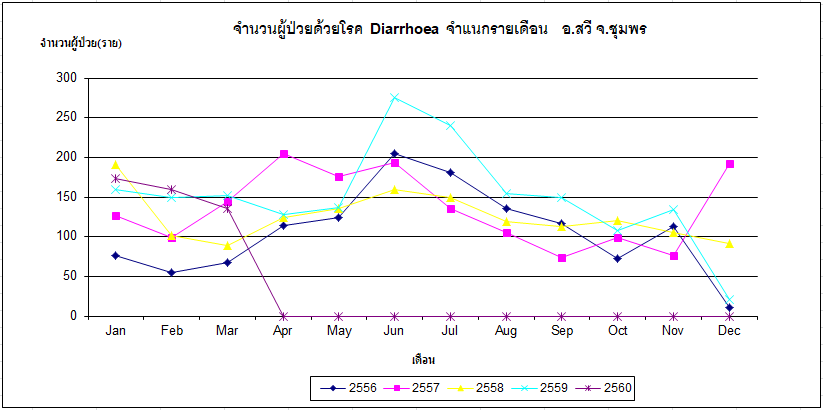 จำนวนผู้ป่วยด้วยโรค Diarrhoea จำแนกรายเดือน อ.สวี จ.ชุมพร
จำนวนผู้ป่วย(ราย)
300
250
200
150
100
50
0
Jan Feb Mar Apr May Jun Jul Aug Sep Oct Nov Dec
เดือน
2556 2557 2558 2559 2560